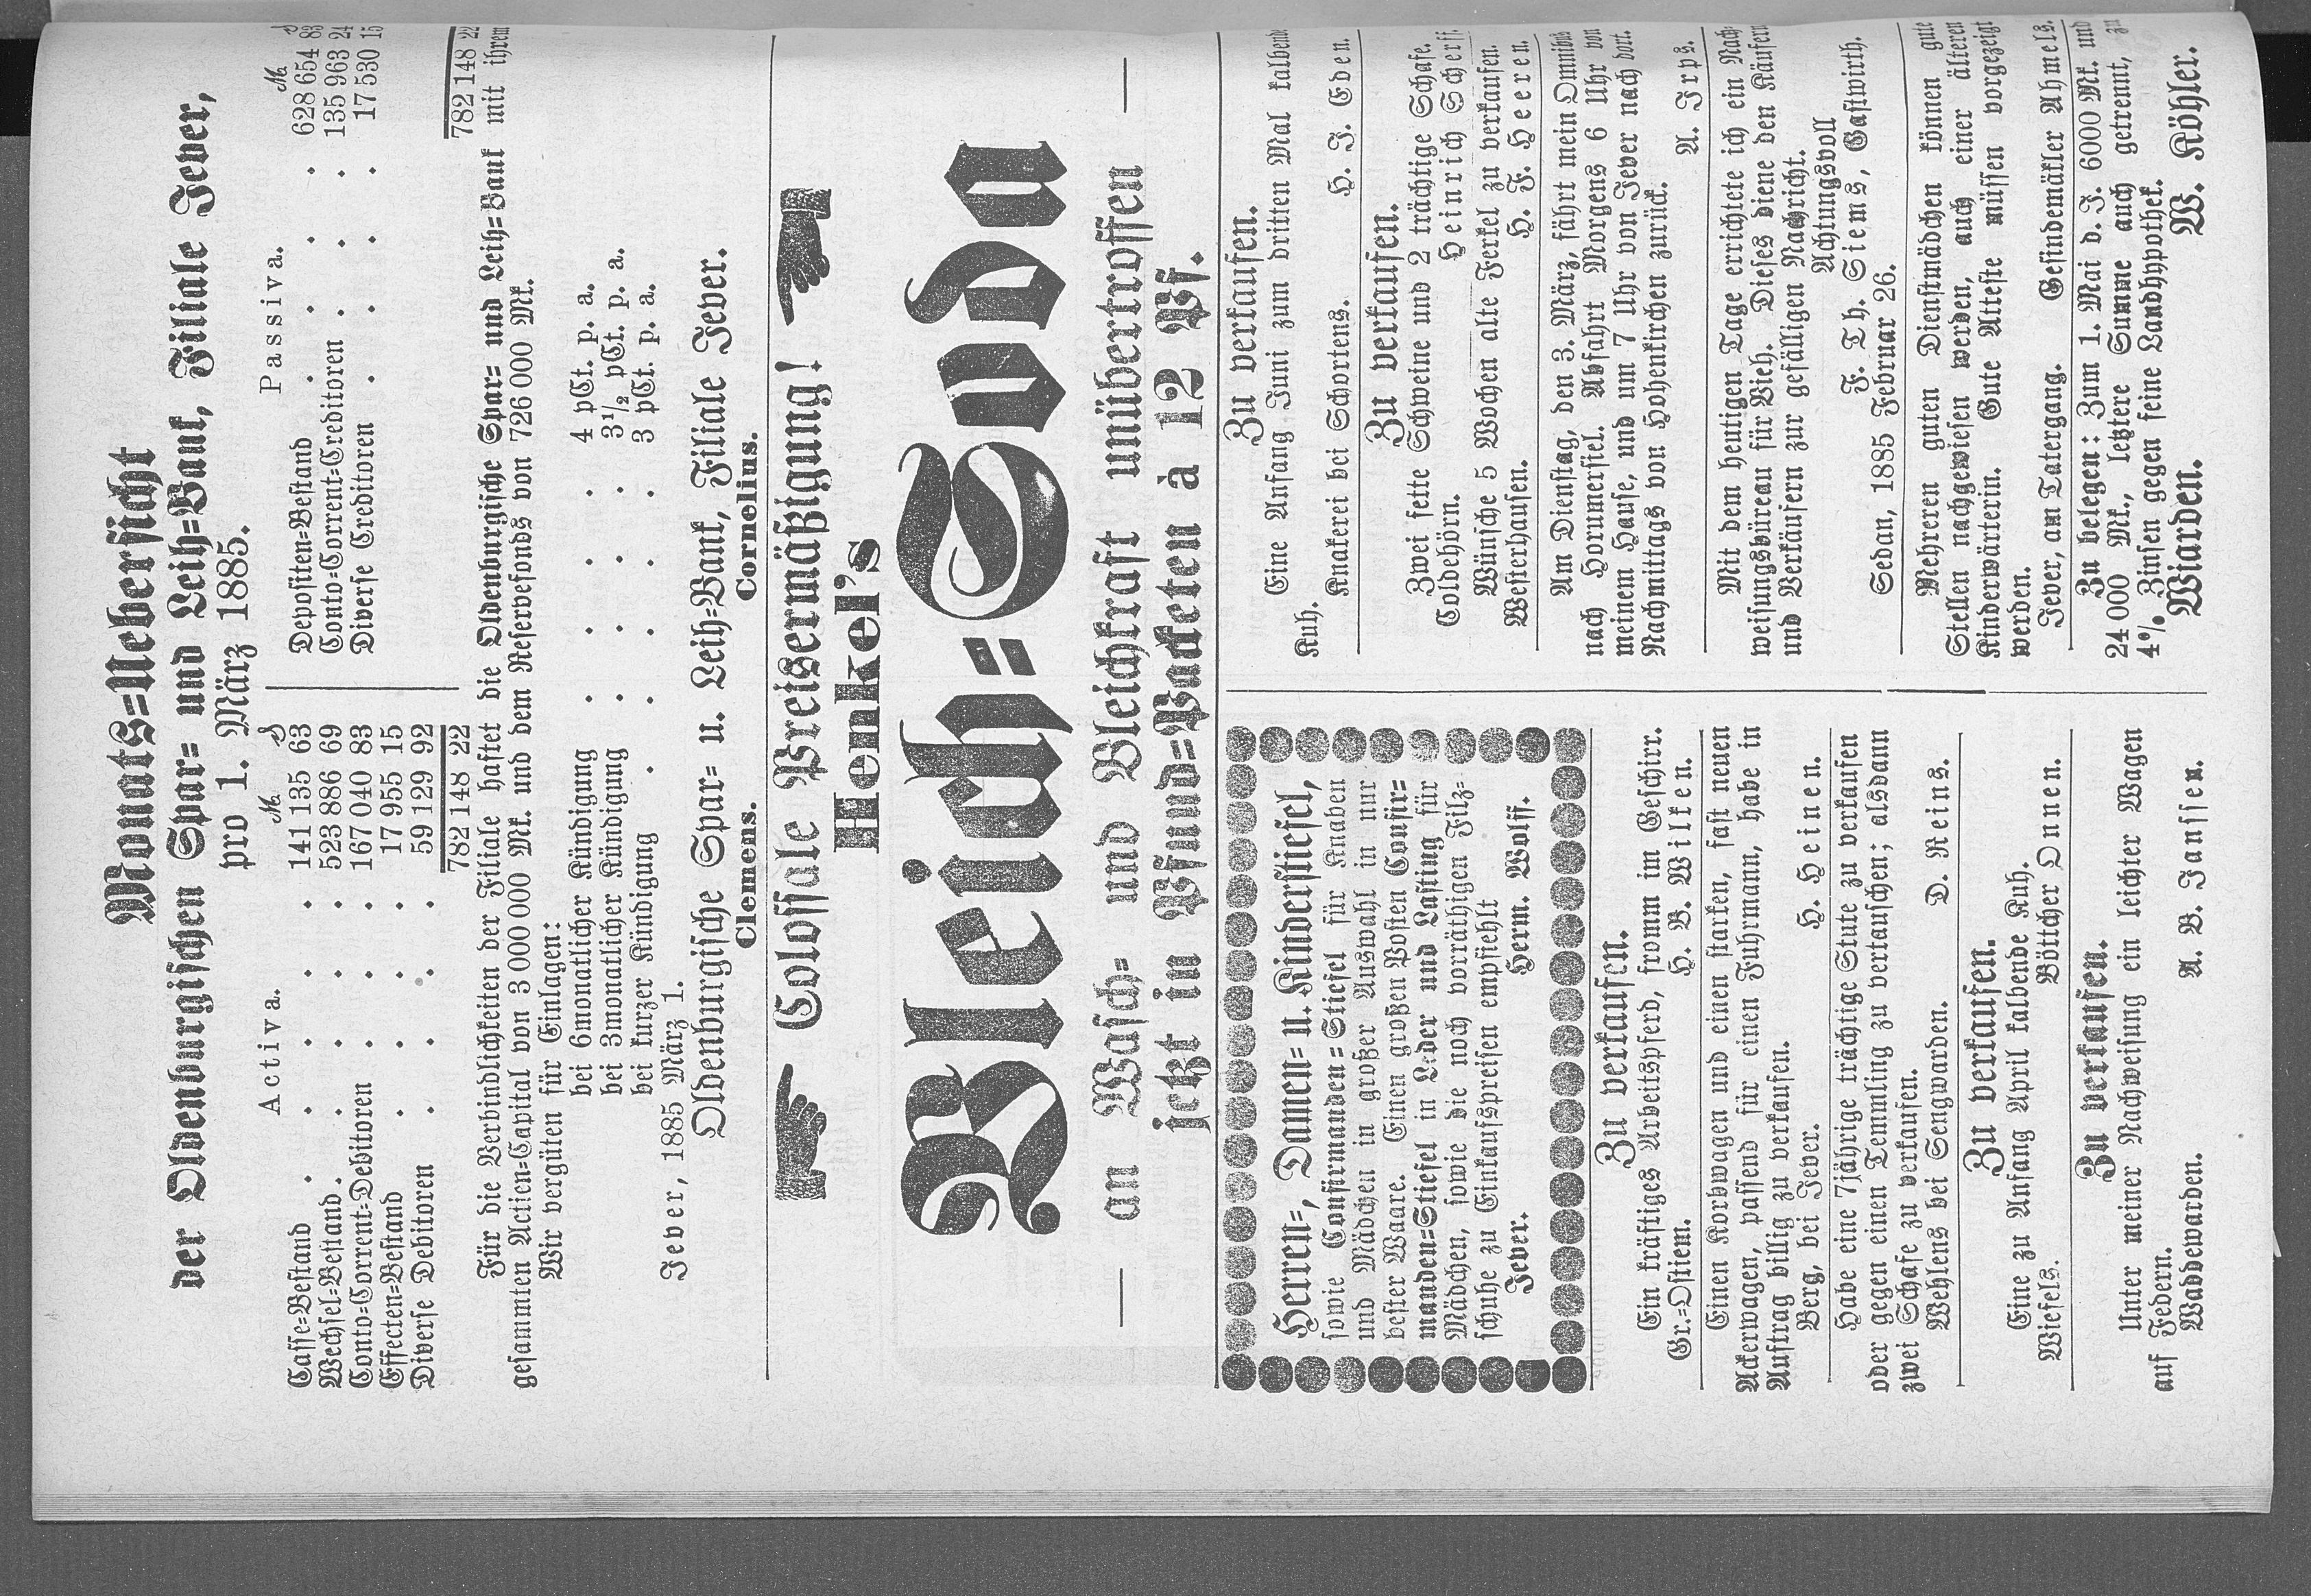 Monats=Uebersicht
der Oldenburgischen Spar= und Leih=Bank, Filiale Jever,
pro 1. März 1885.
Activa.
ℳ ₰
Casse=Bestand . . . . . 141 135 63
Wechsel=Bestand . . . . . 523 886 69
Conto=Corrent=Debitoren . . . . 167 040 83
Effecten=Bestand . . . . 17 955 15
Diverse Debitoren . . . . 59 129 92
782 148 22
Passiva.
ℳ ₰
Depositen=Bestand . . . . 628 654 83
Conto=Corrent=Creditoren . . . 135 963 24
Diverse Creditoren . . . . 17 530 15
782 148 22
Für die Verbindlichkeiten der Filiale haftet die Oldenburgische Spar= und Leih=Bank mit ihrem
gesammten Actien=Capital von 3 000 000 Mk. und dem Reservefonds von 726 000 Mk.
Wir vergüten für Einlagen:
bei 6monatlicher Kündigung . . . . 4 pCt. p. a.
bei 3monatlicher Kündigung . . . . 3½ pCt. p. a.
bei kurzer Kündigung . . . . . 3 pCt. p. a.
Jever, 1885 März 1.
Oldenburgische Spar= u. Leih=Bank, Filiale Jever.
Clemens. Cornelius.
Colossale Preisermäßigung!
Henkel's
Bleich=Soda
— an Wasch= und Bleichkraft unübertroffen —
jetzt in Pfund=Packeten à 12 Pf.
Herren=, Damen= u. Kinderstiefel,
sowie Confirmanden=Stiefel für Knaben
und Mädchen in großer Auswahl in nur
bester Waare. Einen großen Posten Confir=
manden=Stiefel in Leder und Lasting für
Mädchen, sowie die noch vorräthigen Filz=
schuhe zu Einkaufspreisen empfiehlt
Jever. Herm. Wolff.
Zu verkaufen.
Ein kräftiges Arbeitspferd, fromm im Geschirr.
Gr.=Ostiem. H. B. Wilken.
Einen Korbwagen und einen starken, fast neuen
Ackerwagen, passend für einen Fuhrmann, habe in
Auftrag billig zu verkaufen.
Berg, bei Jever. H. Heinen.
Habe eine 7jährige trächtige Stute zu verkaufen
oder gegen einen Temmling zu vertauschen; alsdann
zwei Schafe zu verkaufen.
Wehlens bei Sengwarden. D. Reins.
Zu verkaufen.
Eine zu Anfang April kalbende Kuh.
Wiefels. Böttcher Onnen.
Zu verkaufen.
Unter meiner Nachweisung ein leichter Wagen
auf Federn.
Waddewarden. A. B. Janssen.
Zu verkaufen.
Eine Anfang Juni zum dritten Mal kalbende
Kuh.
Knakerei bei Schortens. H. J. Eden.
Zu verkaufen.
Zwei fette Schweine und 2 trächtige Schafe.
Coldehörn. Heinrich Scherff.
Wünsche 5 Wochen alte Ferkel zu verkaufen.
Westerhausen. H. F. Heeren.
Am Dienstag, den 3. März, fährt mein Omnibus
nach Horumersiel. Abfahrt Morgens 6 Uhr von
meinem Hause, und um 7 Uhr von Jever nach dort.
Nachmittags von Hohenkirchen zurück.
A. Irps.
Mit dem heutigen Tage errichtete ich ein Nach=
weisungsbüreau für Vieh. Dieses diene den Käufern
und Verkäufern zur gefälligen Nachricht.
Achtungsvoll
F. Th. Siems, Gastwirth.
Sedan, 1885 Februar 26.
Mehreren guten Dienstmädchen können gute
Stellen nachgewiesen werden, auch einer älteren
Kinderwärterin. Gute Atteste müssen vorgezeigt
werden.
Jever, am Tatergang. Gesindemäkler Ahmels.
Zu belegen: Zum 1. Mai d. J. 6000 Mk. und
24 000 Mk., letztere Summe auch getrennt, zu
4% Zinsen gegen feine Landhypothek.
Wiarden. W. Köhler.